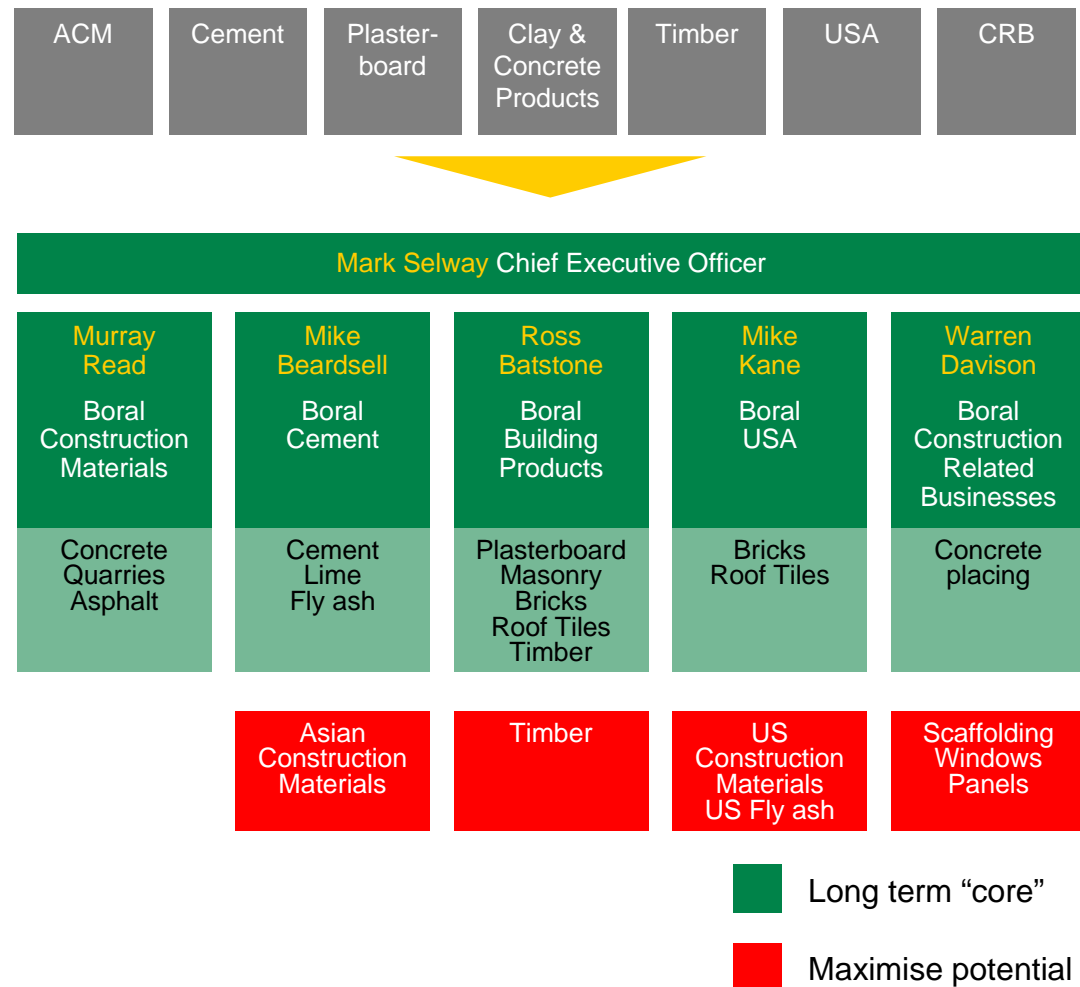 ACM
Cement
Plaster-
board
Clay &
Concrete
Products
Timber
USA
CRB
Mark Selway Chief Executive Officer
Murray
Read
Boral
Construction
Materials
Concrete
Quarries
Asphalt
Mike
Beardsell
Boral
Cement
Cement
Lime
Fly ash
Asian
Construction
Materials
Ross
Batstone
Boral
Building
Products
Plasterboard
Masonry
Bricks
Roof Tiles
Timber
Timber
Mike
Kane
Boral
USA
Bricks
Roof Tiles
US
Construction
Materials
US Fly ash
Warren
Davison
Boral
Construction
Related
Businesses
Concrete
placing
Scaffolding
Windows
Panels
Long term “core”
Maximise potential